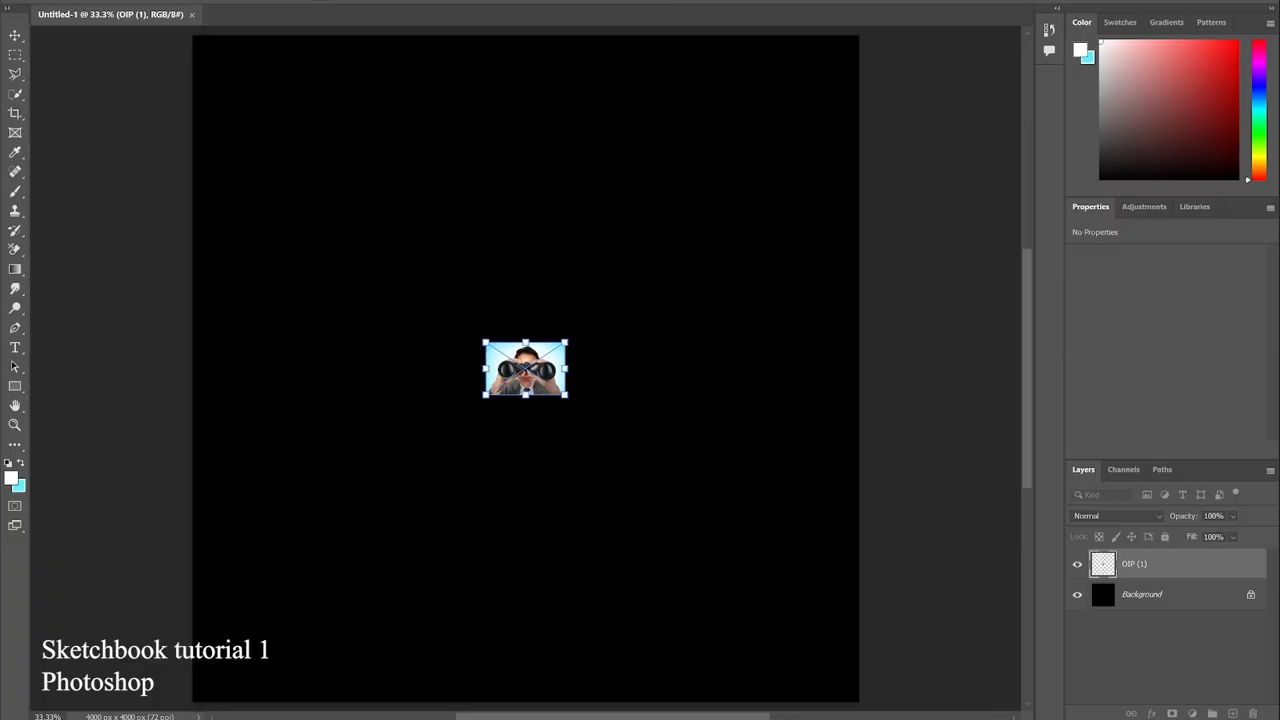 Untitled-1 @ 33.3% (OIP (1), RGB/8#) ×
Color Swatches Gradients Patterns
Properties Adjustments Libraries
No Properties
Layers Channels Paths
Kind
Normal Opacity: 100%
Lock: Fill: 100%
OIP (1)
Background
Sketchbook tutorial 1
Photoshop
33.33% 4000 px x 4000 px (72 ppi)